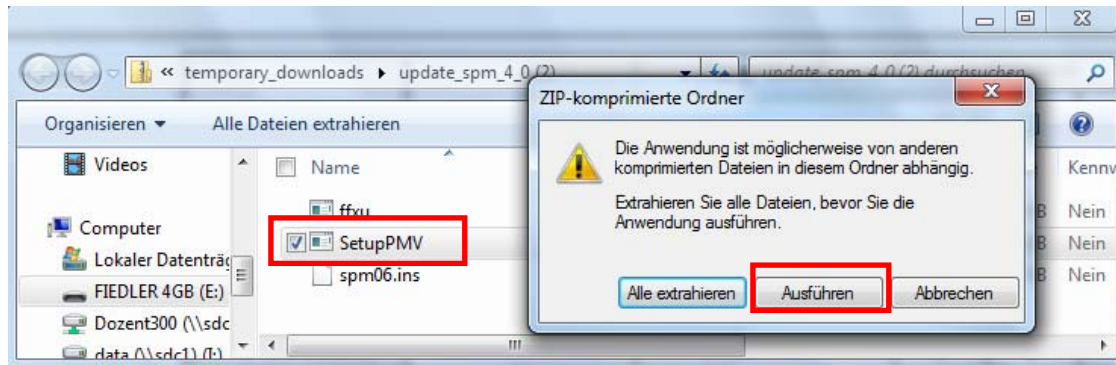 « temporary_downloads ▸ update_spm_4_0 (2)
update_spm_4_0 (2) durchsuchen
ZIP-komprimierte Ordner
Organisieren
Alle Dateien extrahieren
Videos
Name
Kennw
Die Anwendung ist möglicherweise von anderen
komprimierten Dateien in diesem Ordner abhängig.
Extrahieren Sie alle Dateien, bevor Sie die
Anwendung ausführen.
Computer
Lokaler Datenträg
FIEDLER 4GB (E:)
Dozent300 (\\sdc
data (\\sdc1) (I:)
ffxu
B Nein
SetupPMV
B Nein
spm06.ins
B Nein
Alle extrahieren
Ausführen
Abbrechen